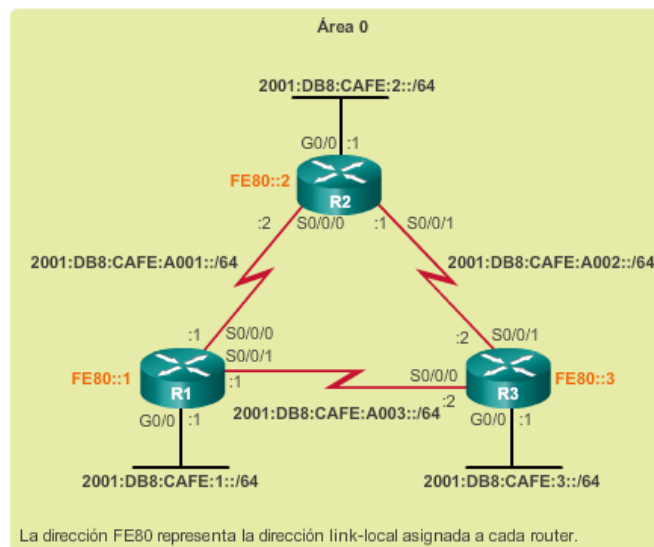 Área 0
2001:DB8:CAFE:2::/64
G0/0 :1
FE80::2
R2
:2 S0/0/0 :1 S0/0/1
2001:DB8:CAFE:A001::/64
2001:DB8:CAFE:A002::/64
:1 S0/0/0
:2 S0/0/1
S0/0/1
FE80::1
R1
:1
S0/0/0
R3
FE80::3
2001:DB8:CAFE:A003::/64
:2
G0/0 :1
G0/0 :1
2001:DB8:CAFE:1::/64
2001:DB8:CAFE:3::/64
La dirección FE80 representa la dirección link-local asignada a cada router.